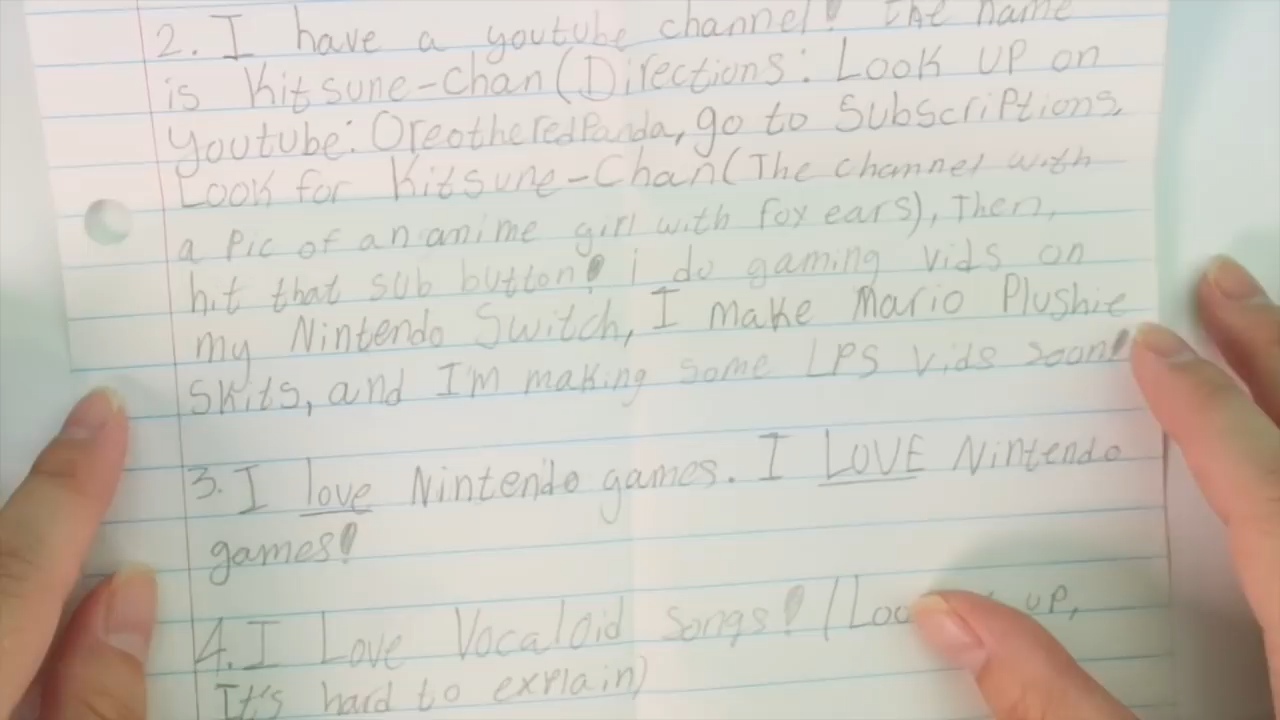 2. I have a youtube channel! The name
is Kitsune-Chan (Directions: Look UP on
Youtube: OreotheRedPanda, go to Subscriptions,
Look for Kitsune-Chan (The channel with
a Pic of an anime girl with fox ears), Then,
hit that sub button! i do gaming vids on
my Nintendo Switch, I make Mario Plushie
Skits, and I'm making some LPS vids soon!
3. I love Nintendo games. I LOVE Nintendo
games!
4. I Love Vocaloid Songs! (Loo up,
It's hard to explain)